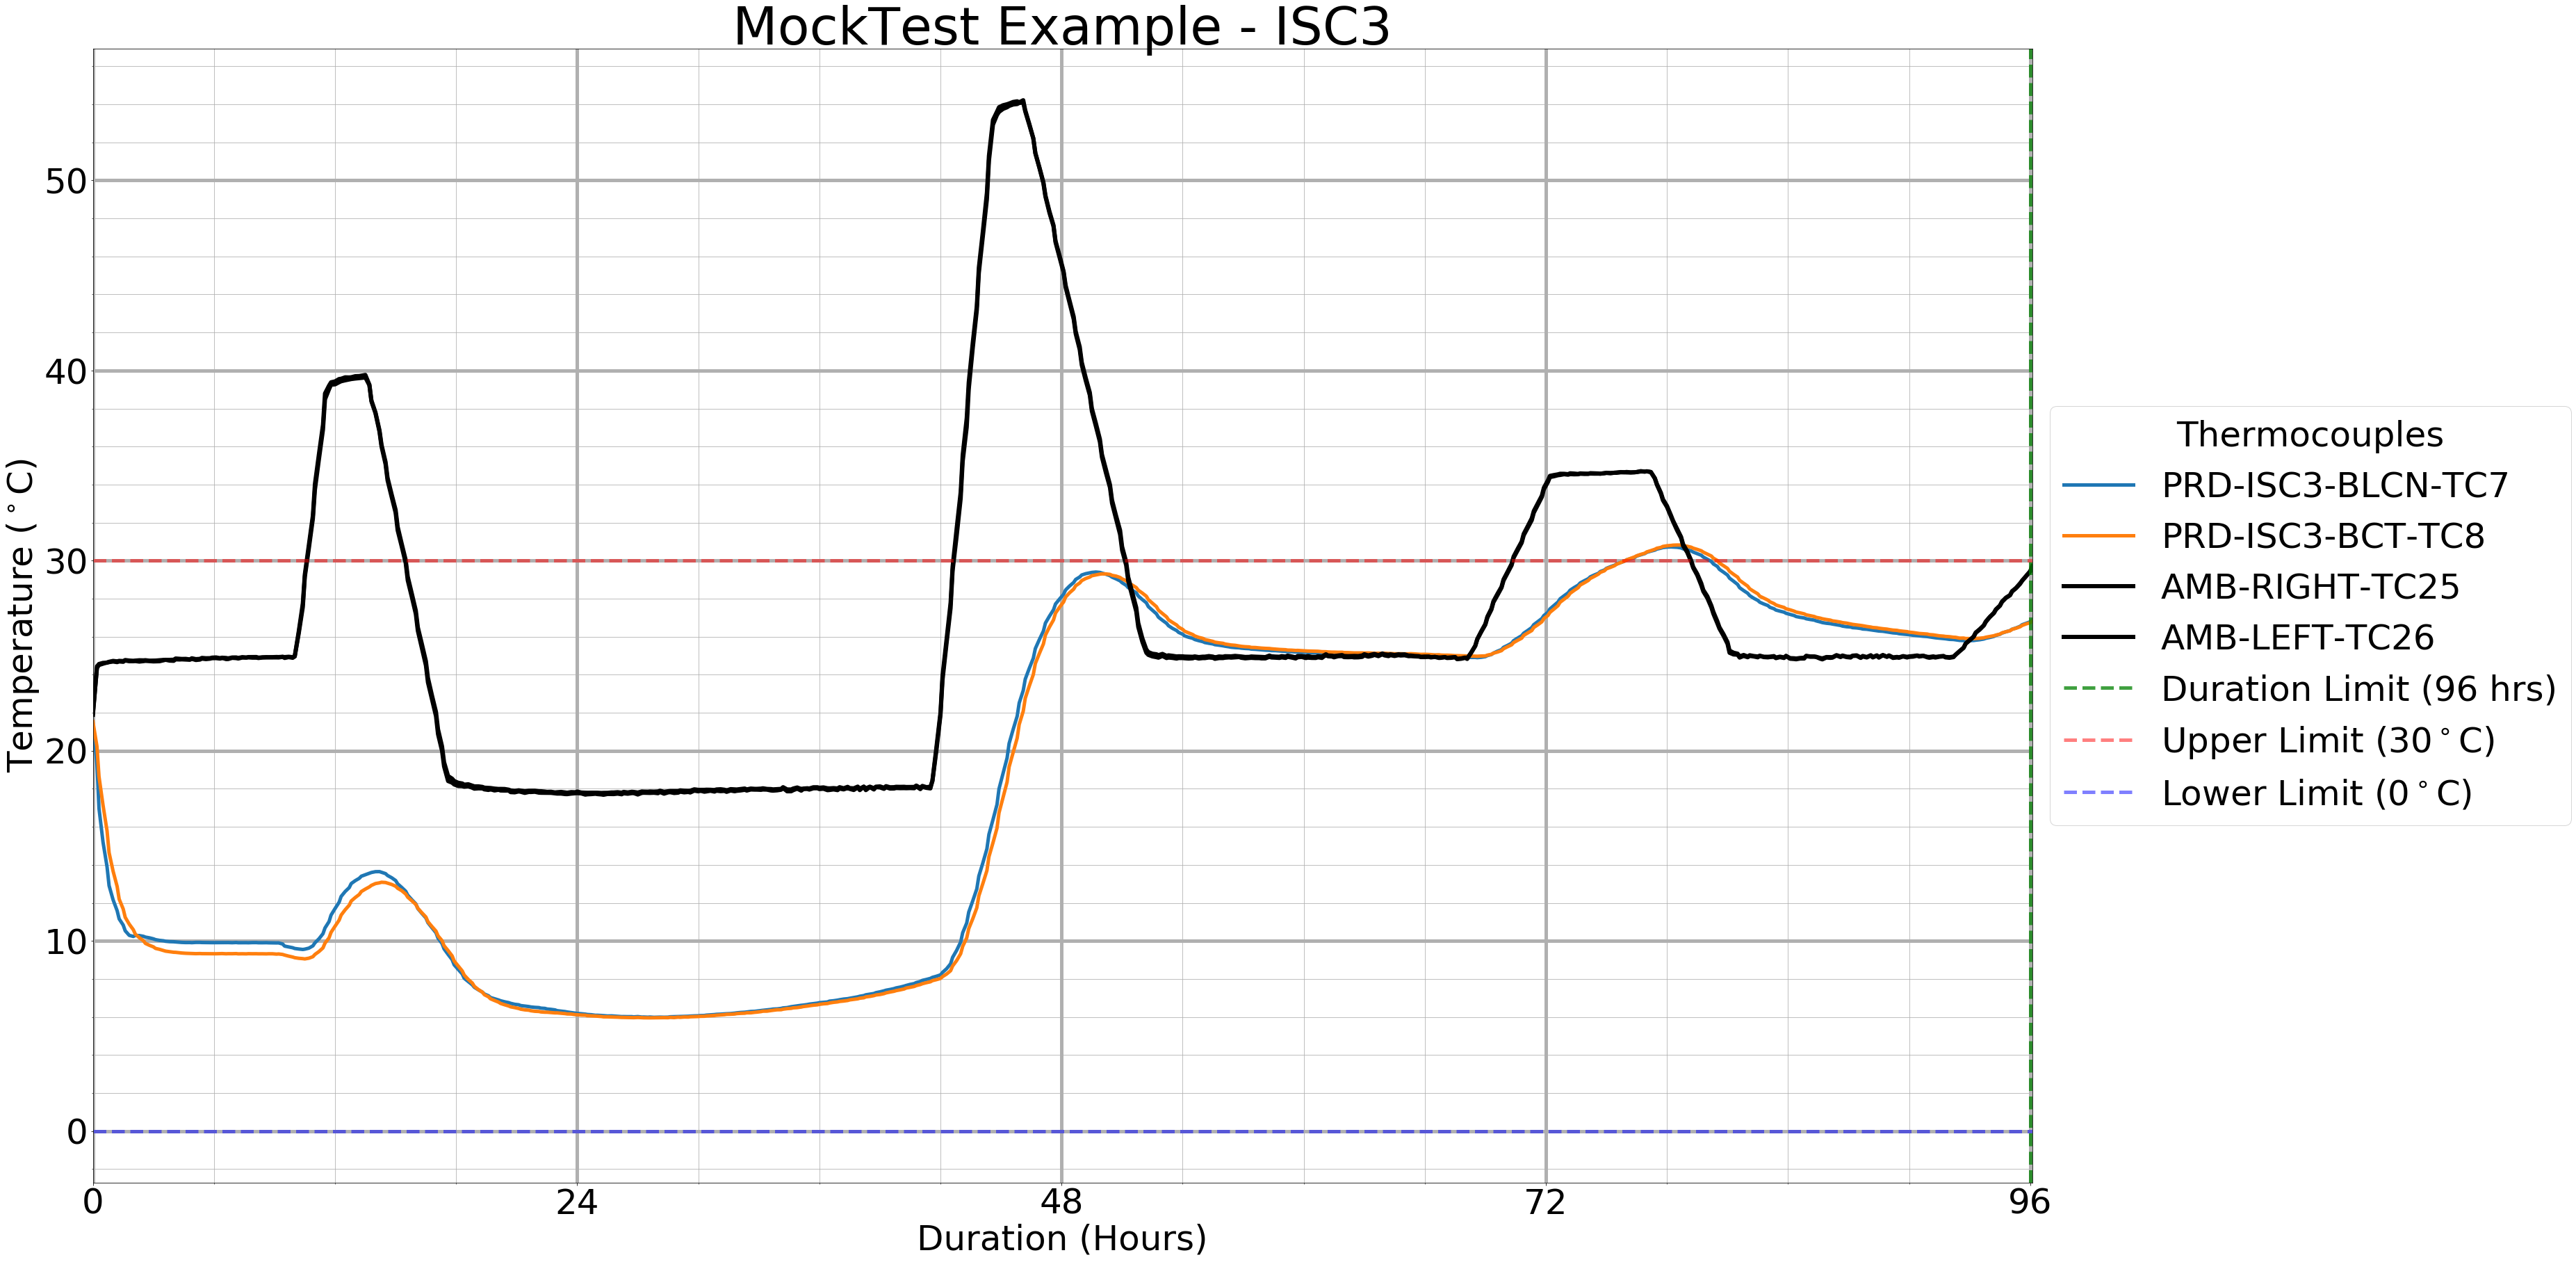 MockTest Example - ISC3
Temperature (°C)
50
40
30
20
10
0
0 24 48 72 96
Duration (Hours)
Thermocouples
PRD-ISC3-BLCN-TC7
PRD-ISC3-BCT-TC8
AMB-RIGHT-TC25
AMB-LEFT-TC26
Duration Limit (96 hrs)
Upper Limit (30°C)
Lower Limit (0°C)